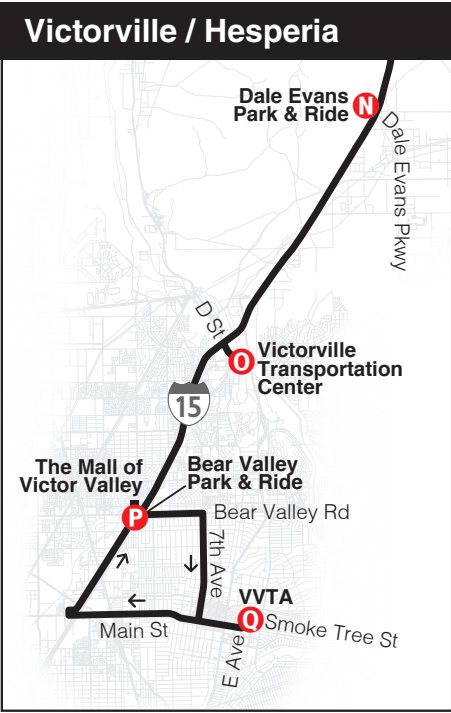 Victorville / Hesperia
Dale Evans
Park & Ride
N
Dale Evans Pkwy
D St
O
Victorville
Transportation
Center
15
The Mall of
Victor Valley
Bear Valley
Park & Ride
P
Bear Valley Rd
7th Ave
VVTA
Q
Smoke Tree St
Main St
E Ave